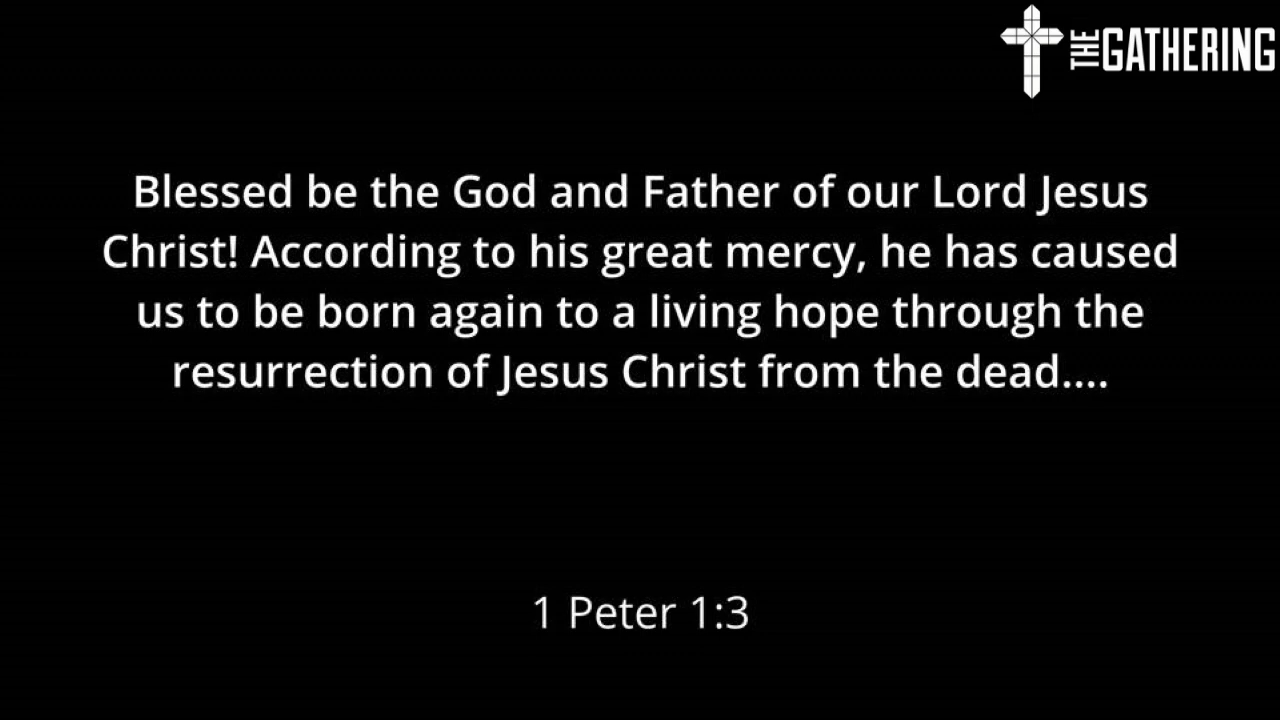 THE GATHERING
Blessed be the God and Father of our Lord Jesus
Christ! According to his great mercy, he has caused
us to be born again to a living hope through the
resurrection of Jesus Christ from the dead....
1 Peter 1:3